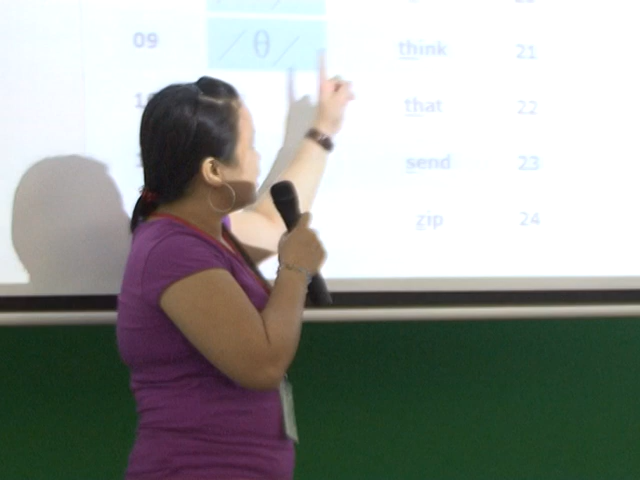 09 /θ/ think 21
that 22
send 23
zip 24